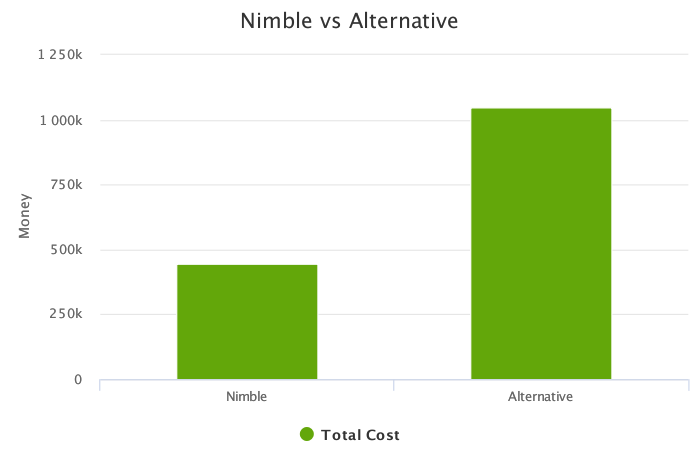 Nimble vs Alternative
1 250k
1 000k
750k
500k
250k
0
Money
Nimble
Alternative
Total Cost